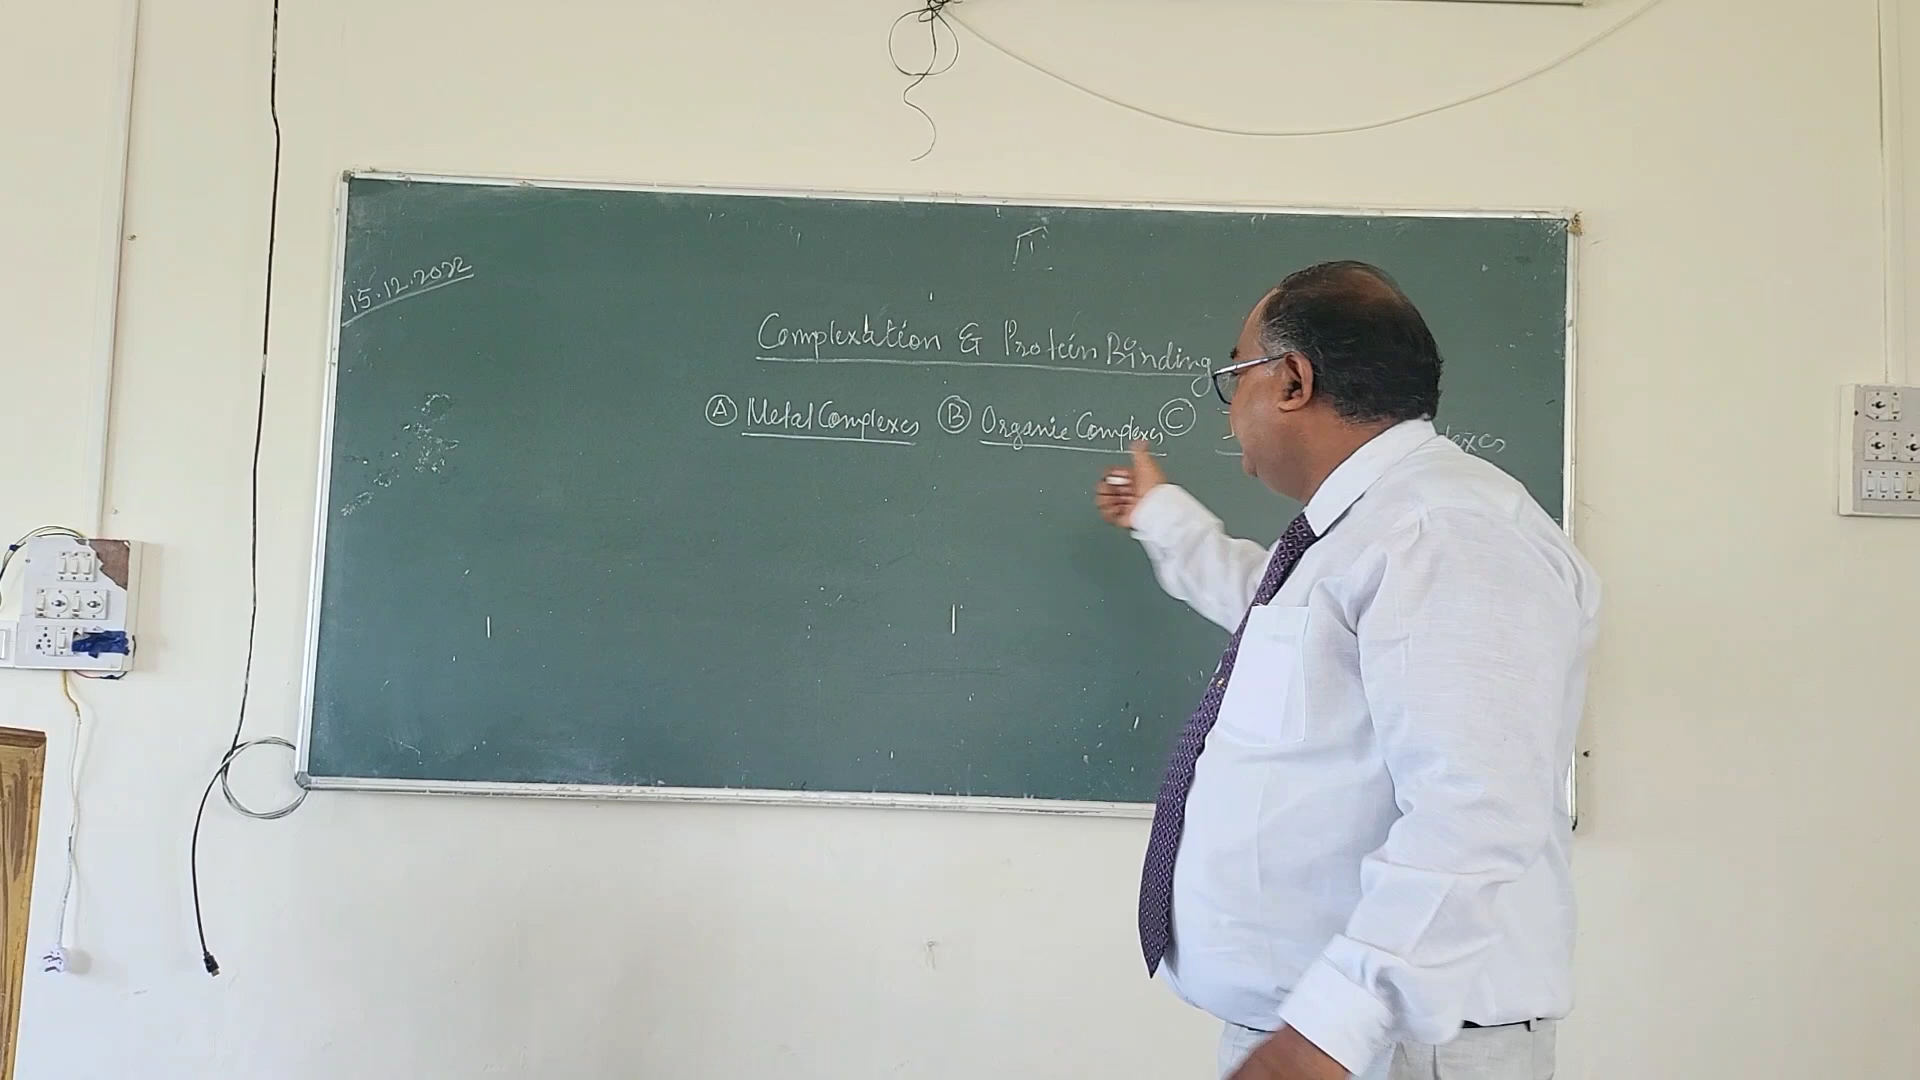 15.12.2022
Complexation & Protein Binding
Ⓐ Metal Complexes Ⓑ Organic Complexes Ⓒ